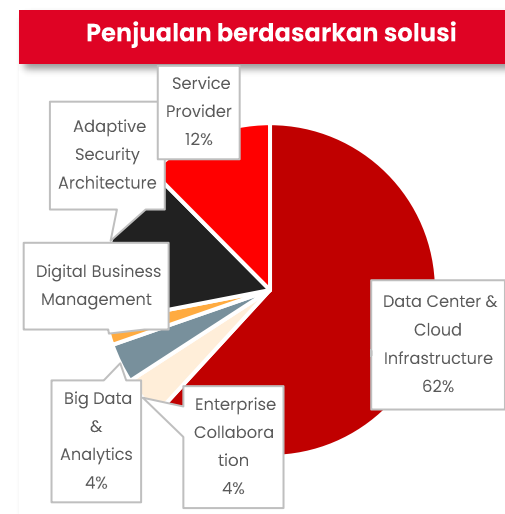 Penjualan berdasarkan solusi
Service
Provider
12%
Adaptive
Security
Architecture
Digital Business
Management
Data Center &
Cloud
Infrastructure
62%
Big Data
&
Analytics
4%
Enterprise
Collabora
tion
4%